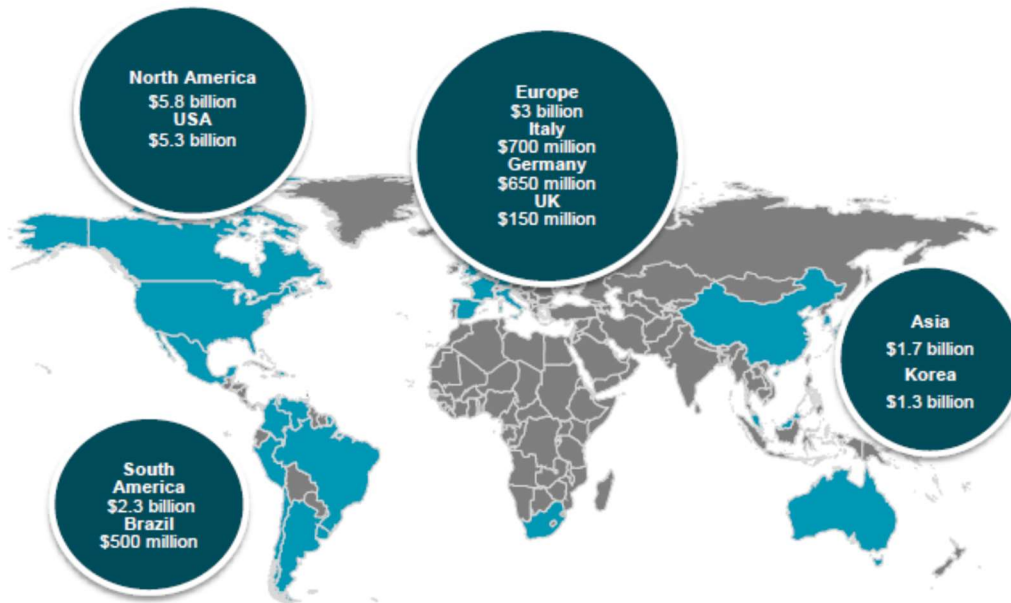 North America
$5.8 billion
USA
$5.3 billion
Europe
$3 billion
Italy
$700 million
Germany
$650 million
UK
$150 million
Asia
$1.7 billion
Korea
$1.3 billion
South
America
$2.3 billion
Brazil
$500 million